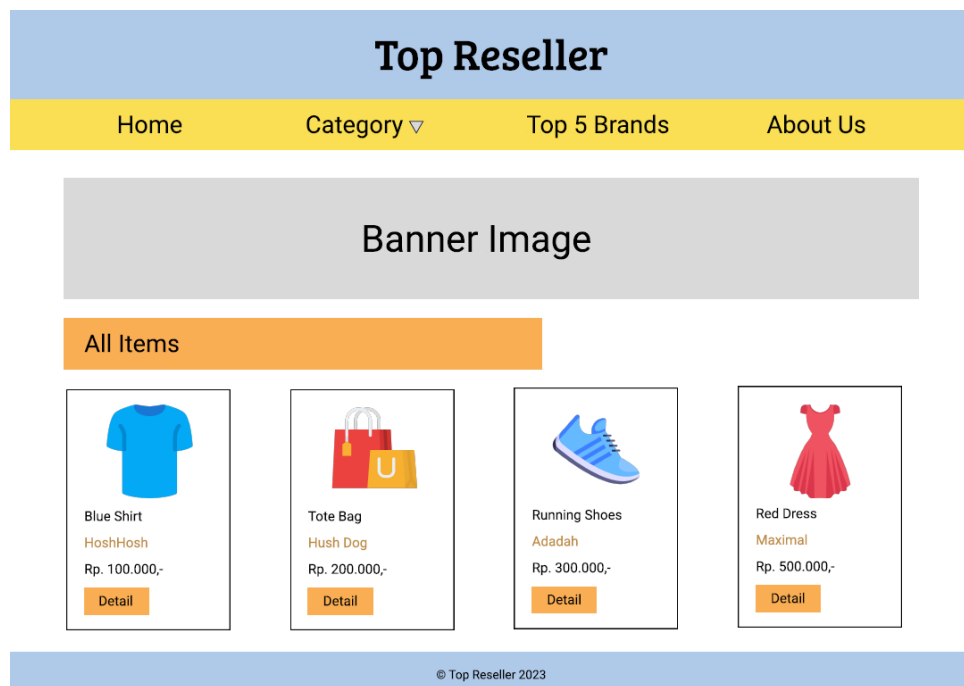 Top Reseller
Home Category Top 5 Brands About Us
Banner Image
All Items
U
Blue Shirt
HoshHosh
Rp. 100.000,-
Detail
Tote Bag
Hush Dog
Rp. 200.000,-
Detail
Running Shoes
Adadah
Rp. 300.000,-
Detail
Red Dress
Maximal
Rp. 500.000,-
Detail
© Top Reseller 2023